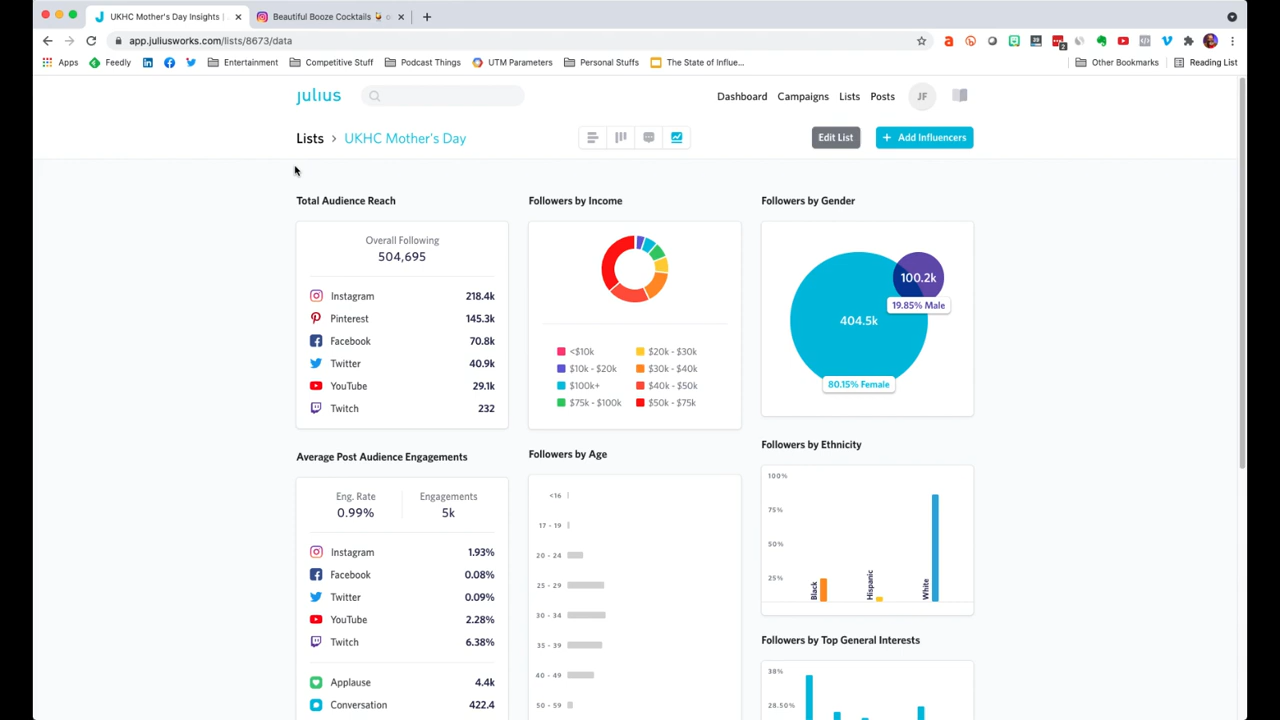 UKHC Mother's Day Insights |
Beautiful Booze Cocktails
app.juliusworks.com/lists/8673/data
Apps
Feedly
Entertainment
Competitive Stuff
Podcast Things
UTM Parameters
Personal Stuffs
The State of Influe...
Other Bookmarks
Reading List
julius
Dashboard
Campaigns
Lists
Posts
JF
Lists > UKHC Mother's Day
Edit List
+ Add Influencers
Total Audience Reach
Overall Following
504,695
Instagram 218.4k
Pinterest 145.3k
Facebook 70.8k
Twitter 40.9k
YouTube 29.1k
Twitch 232
Average Post Audience Engagements
Eng. Rate
0.99%
Engagements
5k
Instagram 1.93%
Facebook 0.08%
Twitter 0.09%
YouTube 2.28%
Twitch 6.38%
Applause 4.4k
Conversation 422.4
Followers by Income
<$10k
$10k - $20k
$100k+
$75k - $100k
$20k - $30k
$30k - $40k
$40k - $50k
$50k - $75k
Followers by Age
<16
17 - 19
20 - 24
25 - 29
30 - 34
35 - 39
40 - 49
50 - 59
Followers by Gender
100.2k
19.85% Male
404.5k
80.15% Female
Followers by Ethnicity
100%
75%
50%
25%
Black
Hispanic
White
Followers by Top General Interests
38%
28.50%